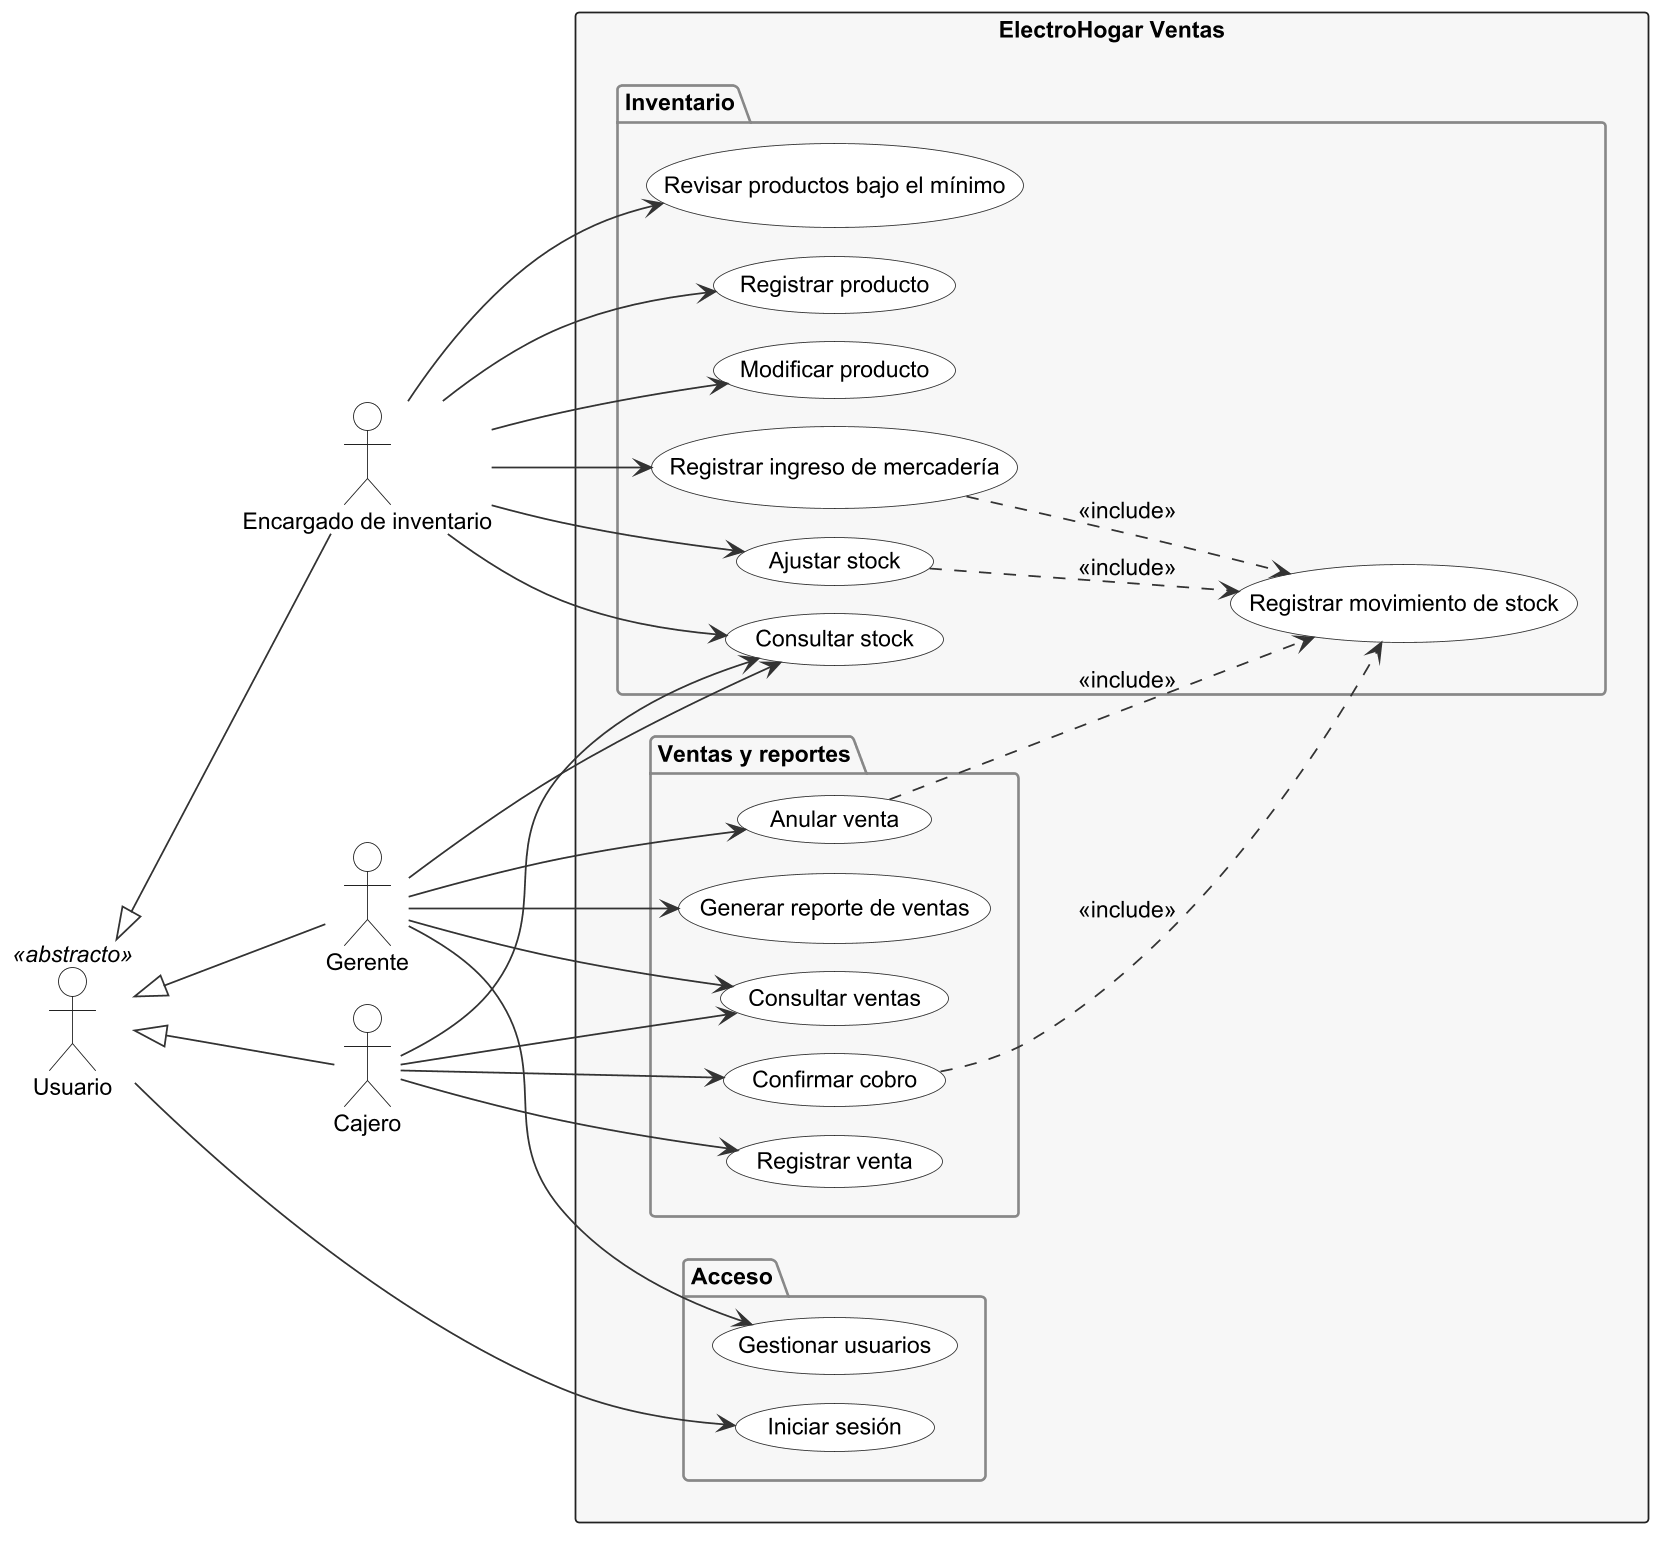 ElectroHogar Ventas
Inventario
Revisar productos bajo el mínimo
Registrar producto
Modificar producto
Registrar ingreso de mercadería
«include»
Encargado de inventario
Ajustar stock
«include»
Registrar movimiento de stock
Consultar stock
«include»
Ventas y reportes
Anular venta
Generar reporte de ventas
«include»
«abstracto»
Gerente
Consultar ventas
Confirmar cobro
Usuario
Cajero
Registrar venta
Acceso
Gestionar usuarios
Iniciar sesión